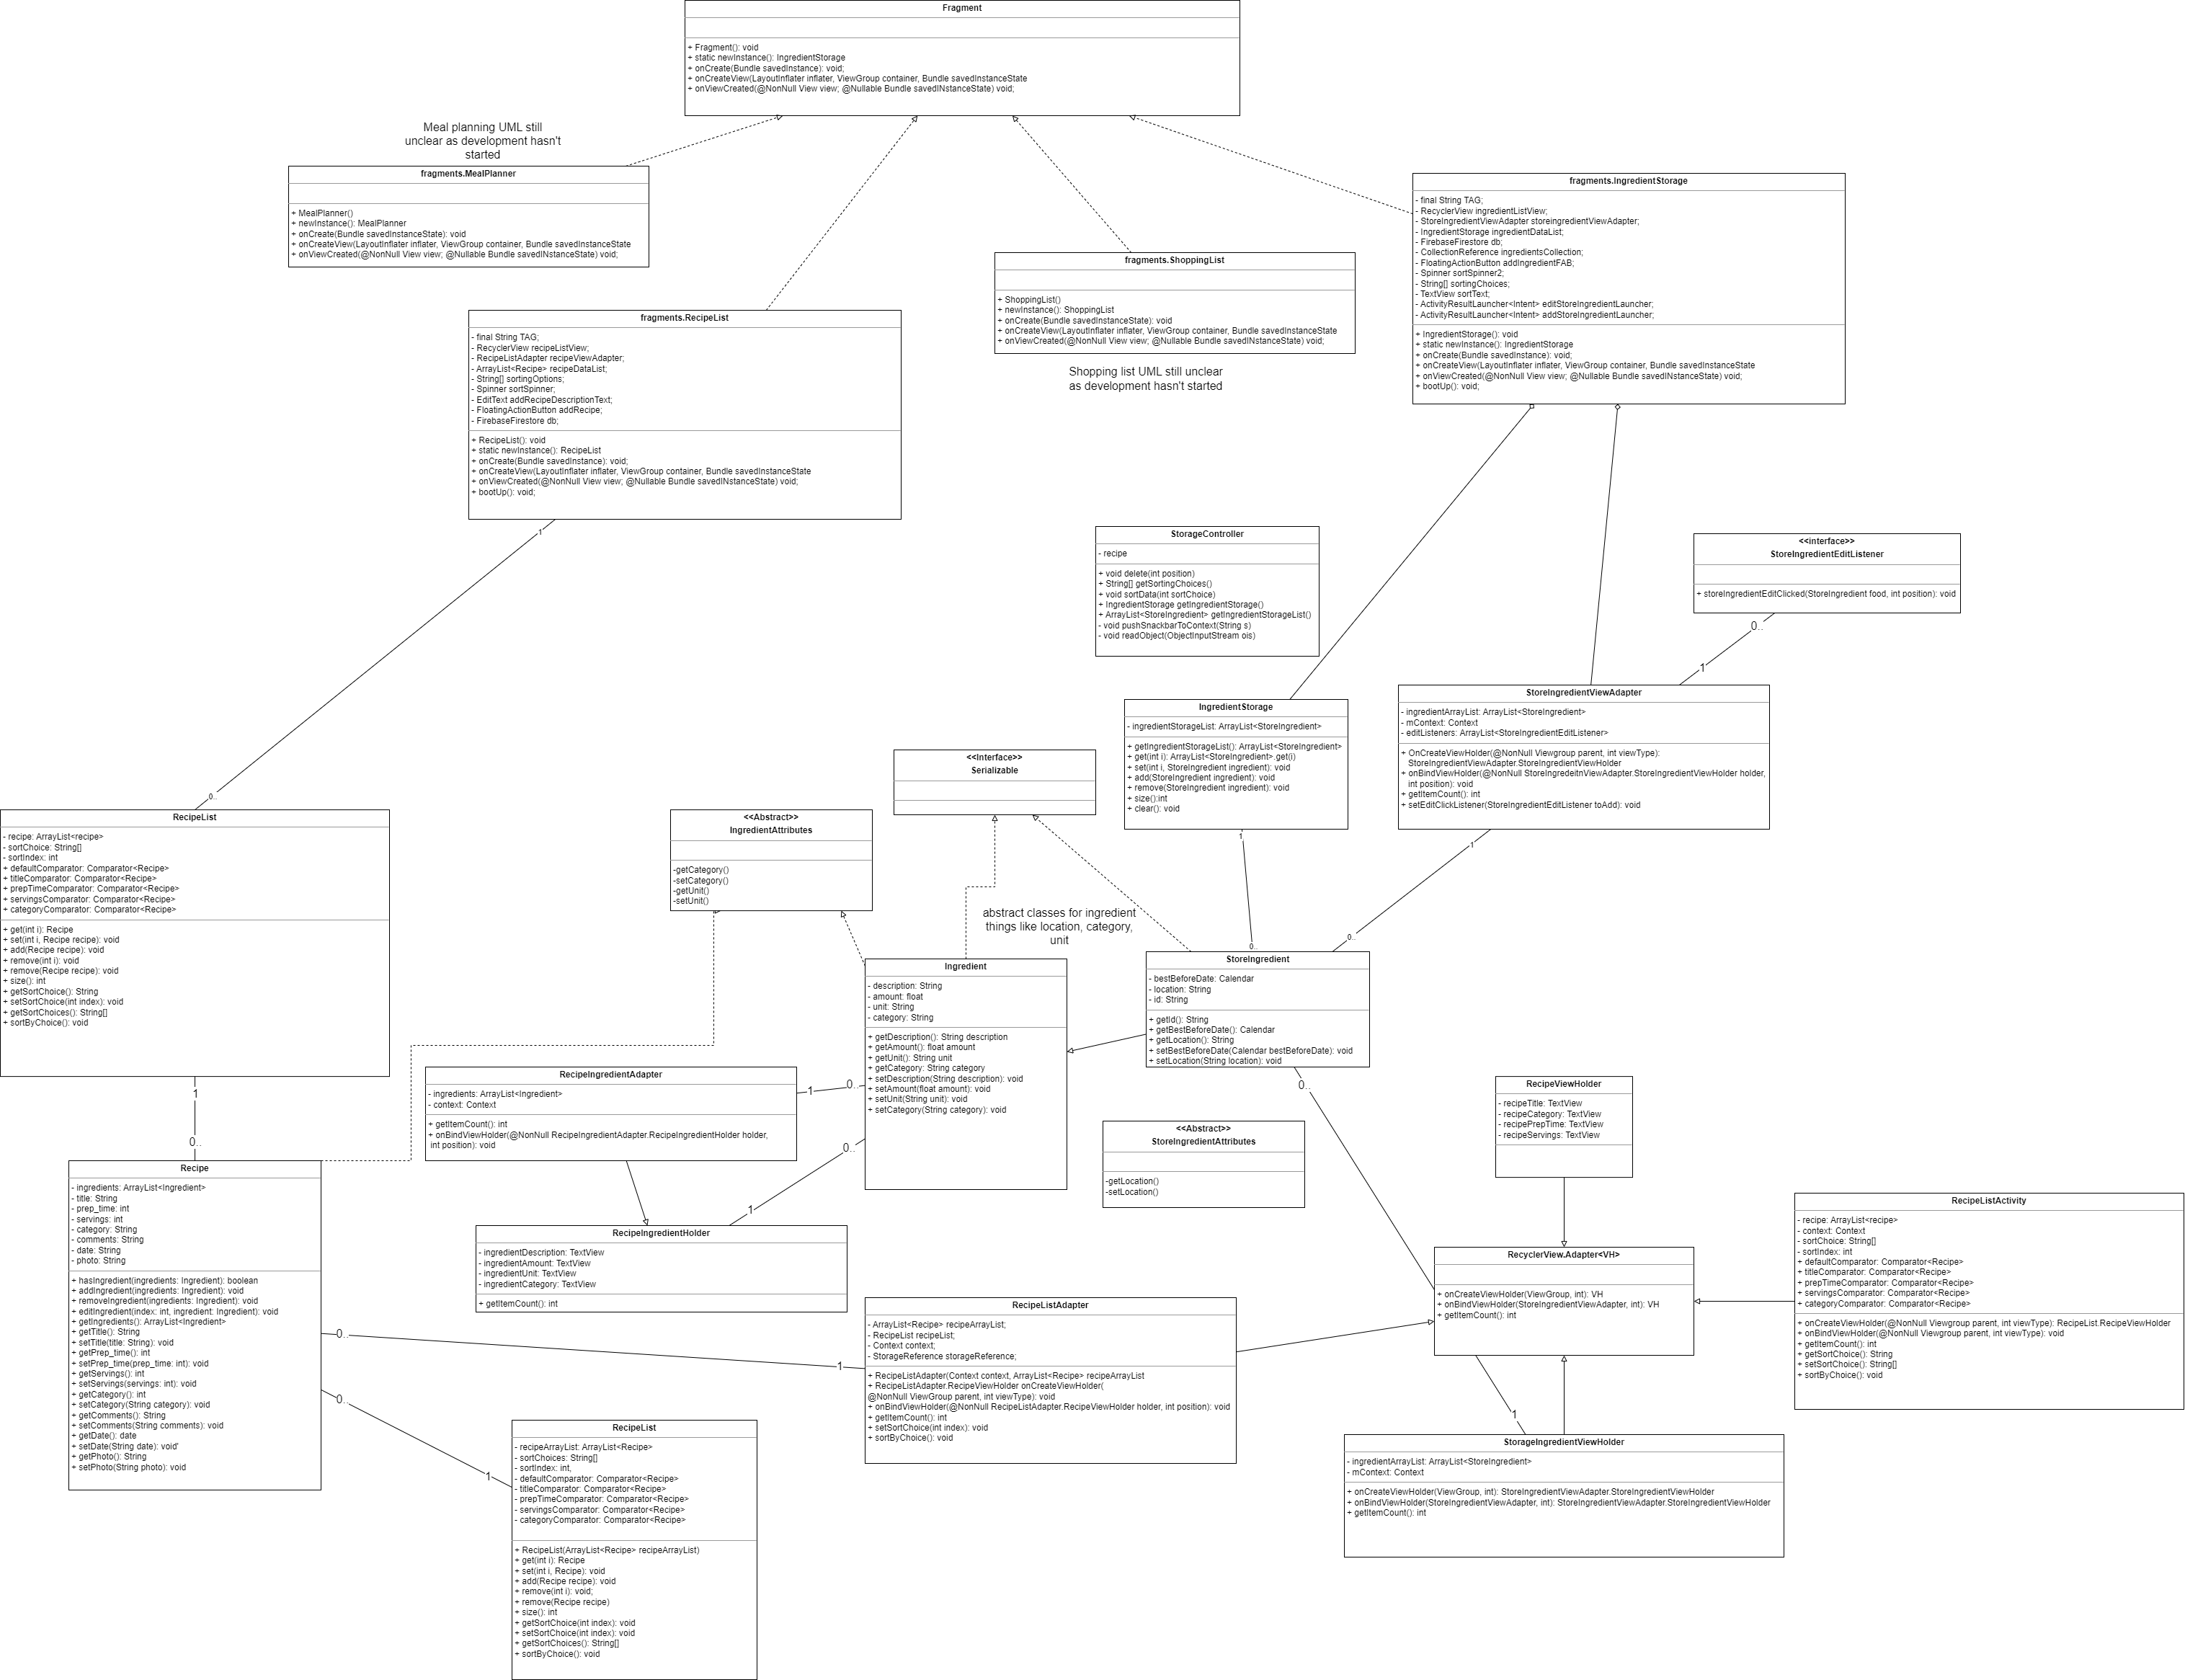 Fragment
+ Fragment(): void
+ static newInstance(): IngredientStorage
+ onCreate(Bundle savedInstance): void;
+ onCreateView(LayoutInflater inflater, ViewGroup container, Bundle savedInstanceState
+ onViewCreated(@NonNull View view; @Nullable Bundle savedINstanceState) void;
Meal planning UML still
unclear as development hasn't
started
fragments.MealPlanner
+ MealPlanner()
+ newInstance(): MealPlanner
+ onCreate(Bundle savedInstanceState): void
+ onCreateView(LayoutInflater inflater, ViewGroup container, Bundle savedInstanceState
+ onViewCreated(@NonNull View view; @Nullable Bundle savedINstanceState) void;
fragments.IngredientStorage
- final String TAG;
- RecyclerView ingredientListView;
- StoreIngredientViewAdapter storeingredientViewAdapter;
- IngredientStorage ingredientDataList;
- FirebaseFirestore db;
- CollectionReference ingredientsCollection;
- FloatingActionButton addIngredientFAB;
- Spinner sortSpinner2;
- String[] sortingChoices;
- TextView sortText;
- ActivityResultLauncher<Intent> editStoreIngredientLauncher;
- ActivityResultLauncher<Intent> addStoreIngredientLauncher;
+ IngredientStorage(): void
+ static newInstance(): IngredientStorage
+ onCreate(Bundle savedInstance): void;
+ onCreateView(LayoutInflater inflater, ViewGroup container, Bundle savedInstanceState
+ onViewCreated(@NonNull View view; @Nullable Bundle savedINstanceState) void;
+ bootUp(): void;
fragments.ShoppingList
+ ShoppingList()
+ newInstance(): ShoppingList
+ onCreate(Bundle savedInstanceState): void
+ onCreateView(LayoutInflater inflater, ViewGroup container, Bundle savedInstanceState
+ onViewCreated(@NonNull View view; @Nullable Bundle savedINstanceState) void;
Shopping list UML still unclear
as development hasn't started
fragments.RecipeList
- final String TAG;
- RecyclerView recipeListView;
- RecipeListAdapter recipeViewAdapter;
- ArrayList<Recipe> recipeDataList;
- String[] sortingOptions;
- Spinner sortSpinner;
- EditText addRecipeDescriptionText;
- FloatingActionButton addRecipe;
- FirebaseFirestore db;
+ RecipeList(): void
+ static newInstance(): RecipeList
+ onCreate(Bundle savedInstance): void;
+ onCreateView(LayoutInflater inflater, ViewGroup container, Bundle savedInstanceState
+ onViewCreated(@NonNull View view; @Nullable Bundle savedINstanceState) void;
+ bootUp(): void;
1
0..
StorageController
- recipe
+ void delete(int position)
+ String[] getSortingChoices()
+ void sortData(int sortChoice)
+ IngredientStorage getIngredientStorage()
+ ArrayList<StoreIngredient> getIngredientStorageList()
- void pushSnackbarToContext(String s)
- void readObject(ObjectInputStream ois)
<<interface>>
StoreIngredientEditListener
+ storeIngredientEditClicked(StoreIngredient food, int position): void
0..
1
StoreIngredientViewAdapter
- ingredientArrayList: ArrayList<StoreIngredient>
- mContext: Context
- editListeners: ArrayList<StoreIngredientEditListener>
+ OnCreateViewHolder(@NonNull Viewgroup parent, int viewType):
StoreIngredientViewAdapter.StoreIngredientViewHolder
+ onBindViewHolder(@NonNull StoreIngredeitnViewAdapter.StoreIngredientViewHolder holder,
int position): void
+ getItemCount(): int
+ setEditClickListener(StoreIngredientEditListener toAdd): void
1
0..
IngredientStorage
- ingredientStorageList: ArrayList<StoreIngredient>
+ getIngredientStorageList(): ArrayList<StoreIngredient>
+ get(int i): ArrayList<StoreIngredient>.get(i)
+ set(int i, StoreIngredient ingredient): void
+ add(StoreIngredient ingredient): void
+ remove(StoreIngredient ingredient): void
+ size():int
+ clear(): void
1
0..
<<Interface>>
Serializable
<<Abstract>>
IngredientAttributes
-getCategory()
-setCategory()
-getUnit()
-setUnit()
abstract classes for ingredient
things like location, category,
unit
RecipeList
- recipe: ArrayList<recipe>
- sortChoice: String[]
- sortIndex: int
+ defaultComparator: Comparator<Recipe>
+ titleComparator: Comparator<Recipe>
+ prepTimeComparator: Comparator<Recipe>
+ servingsComparator: Comparator<Recipe>
+ categoryComparator: Comparator<Recipe>
+ get(int i): Recipe
+ set(int i, Recipe recipe): void
+ add(Recipe recipe): void
+ remove(int i): void
+ remove(Recipe recipe): void
+ size(): int
+ getSortChoice(): String
+ setSortChoice(int index): void
+ getSortChoices(): String[]
+ sortByChoice(): void
1
0..
Ingredient
- description: String
- amount: float
- unit: String
- category: String
+ getDescription(): String description
+ getAmount(): float amount
+ getUnit(): String unit
+ getCategory: String category
+ setDescription(String description): void
+ setAmount(float amount): void
+ setUnit(String unit): void
+ setCategory(String category): void
StoreIngredient
- bestBeforeDate: Calendar
- location: String
- id: String
+ getId(): String
+ getBestBeforeDate(): Calendar
+ getLocation(): String
+ setBestBeforeDate(Calendar bestBeforeDate): void
+ setLocation(String location): void
0..
RecipeIngredientAdapter
- ingredients: ArrayList<Ingredient>
- context: Context
+ getItemCount(): int
+ onBindViewHolder(@NonNull RecipeIngredientAdapter.RecipeIngredientHolder holder,
int position): void
1
0..
0..
1
<<Abstract>>
StoreIngredientAttributes
-getLocation()
-setLocation()
RecipeViewHolder
- recipeTitle: TextView
- recipeCategory: TextView
- recipePrepTime: TextView
- recipeServings: TextView
Recipe
- ingredients: ArrayList<Ingredient>
- title: String
- prep_time: int
- servings: int
- category: String
- comments: String
- date: String
- photo: String
+ hasIngredient(ingredients: Ingredient): boolean
+ addIngredient(ingredients: Ingredient): void
+ removeIngredient(ingredients: Ingredient): void
+ editIngredient(index: int, ingredient: Ingredient): void
+ getIngredients(): ArrayList<Ingredient>
+ getTitle(): String
+ setTitle(title: String): void
+ getPrep_time(): int
+ setPrep_time(prep_time: int): void
+ getServings(): int
+ setServings(servings: int): void
+ getCategory(): int
+ setCategory(String category): void
+ getComments(): String
+ setComments(String comments): void
+ getDate(): date
+ setDate(String date): void'
+ getPhoto(): String
+ setPhoto(String photo): void
RecipeIngredientHolder
- ingredientDescription: TextView
- ingredientAmount: TextView
- ingredientUnit: TextView
- ingredientCategory: TextView
+ getItemCount(): int
RecyclerView.Adapter<VH>
+ onCreateViewHolder(ViewGroup, int): VH
+ onBindViewHolder(StoreIngredientViewAdapter, int): VH
+ getItemCount(): int
RecipeListActivity
- recipe: ArrayList<recipe>
- context: Context
- sortChoice: String[]
- sortIndex: int
+ defaultComparator: Comparator<Recipe>
+ titleComparator: Comparator<Recipe>
+ prepTimeComparator: Comparator<Recipe>
+ servingsComparator: Comparator<Recipe>
+ categoryComparator: Comparator<Recipe>
+ onCreateViewHolder(@NonNull Viewgroup parent, int viewType): RecipeList.RecipeViewHolder
+ onBindViewHolder(@NonNull Viewgroup parent, int viewType): void
+ getItemCount(): int
+ getSortChoice(): String
+ setSortChoice(): String[]
+ sortByChoice(): void
RecipeListAdapter
- ArrayList<Recipe> recipeArrayList;
- RecipeList recipeList;
- Context context;
- StorageReference storageReference;
+ RecipeListAdapter(Context context, ArrayList<Recipe> recipeArrayList
+ RecipeListAdapter.RecipeViewHolder onCreateViewHolder(
@NonNull ViewGroup parent, int viewType): void
+ onBindViewHolder(@NonNull RecipeListAdapter.RecipeViewHolder holder, int position): void
+ getItemCount(): int
+ setSortChoice(int index): void
+ sortByChoice(): void
0..
1
0..
1
1
RecipeList
- recipeArrayList: ArrayList<Recipe>
- sortChoices: String[]
- sortIndex: int,
- defaultComparator: Comparator<Recipe>
- titleComparator: Comparator<Recipe>
- prepTimeComparator: Comparator<Recipe>
- servingsComparator: Comparator<Recipe>
- categoryComparator: Comparator<Recipe>
+ RecipeList(ArrayList<Recipe> recipeArrayList)
+ get(int i): Recipe
+ set(int i, Recipe): void
+ add(Recipe recipe): void
+ remove(int i): void;
+ remove(Recipe recipe)
+ size(): int
+ getSortChoice(int index): void
+ setSortChoice(int index): void
+ getSortChoices(): String[]
+ sortByChoice(): void
StorageIngredientViewHolder
- ingredientArrayList: ArrayList<StoreIngredient>
- mContext: Context
+ onCreateViewHolder(ViewGroup, int): StoreIngredientViewAdapter.StoreIngredientViewHolder
+ onBindViewHolder(StoreIngredientViewAdapter, int): StoreIngredientViewAdapter.StoreIngredientViewHolder
+ getItemCount(): int